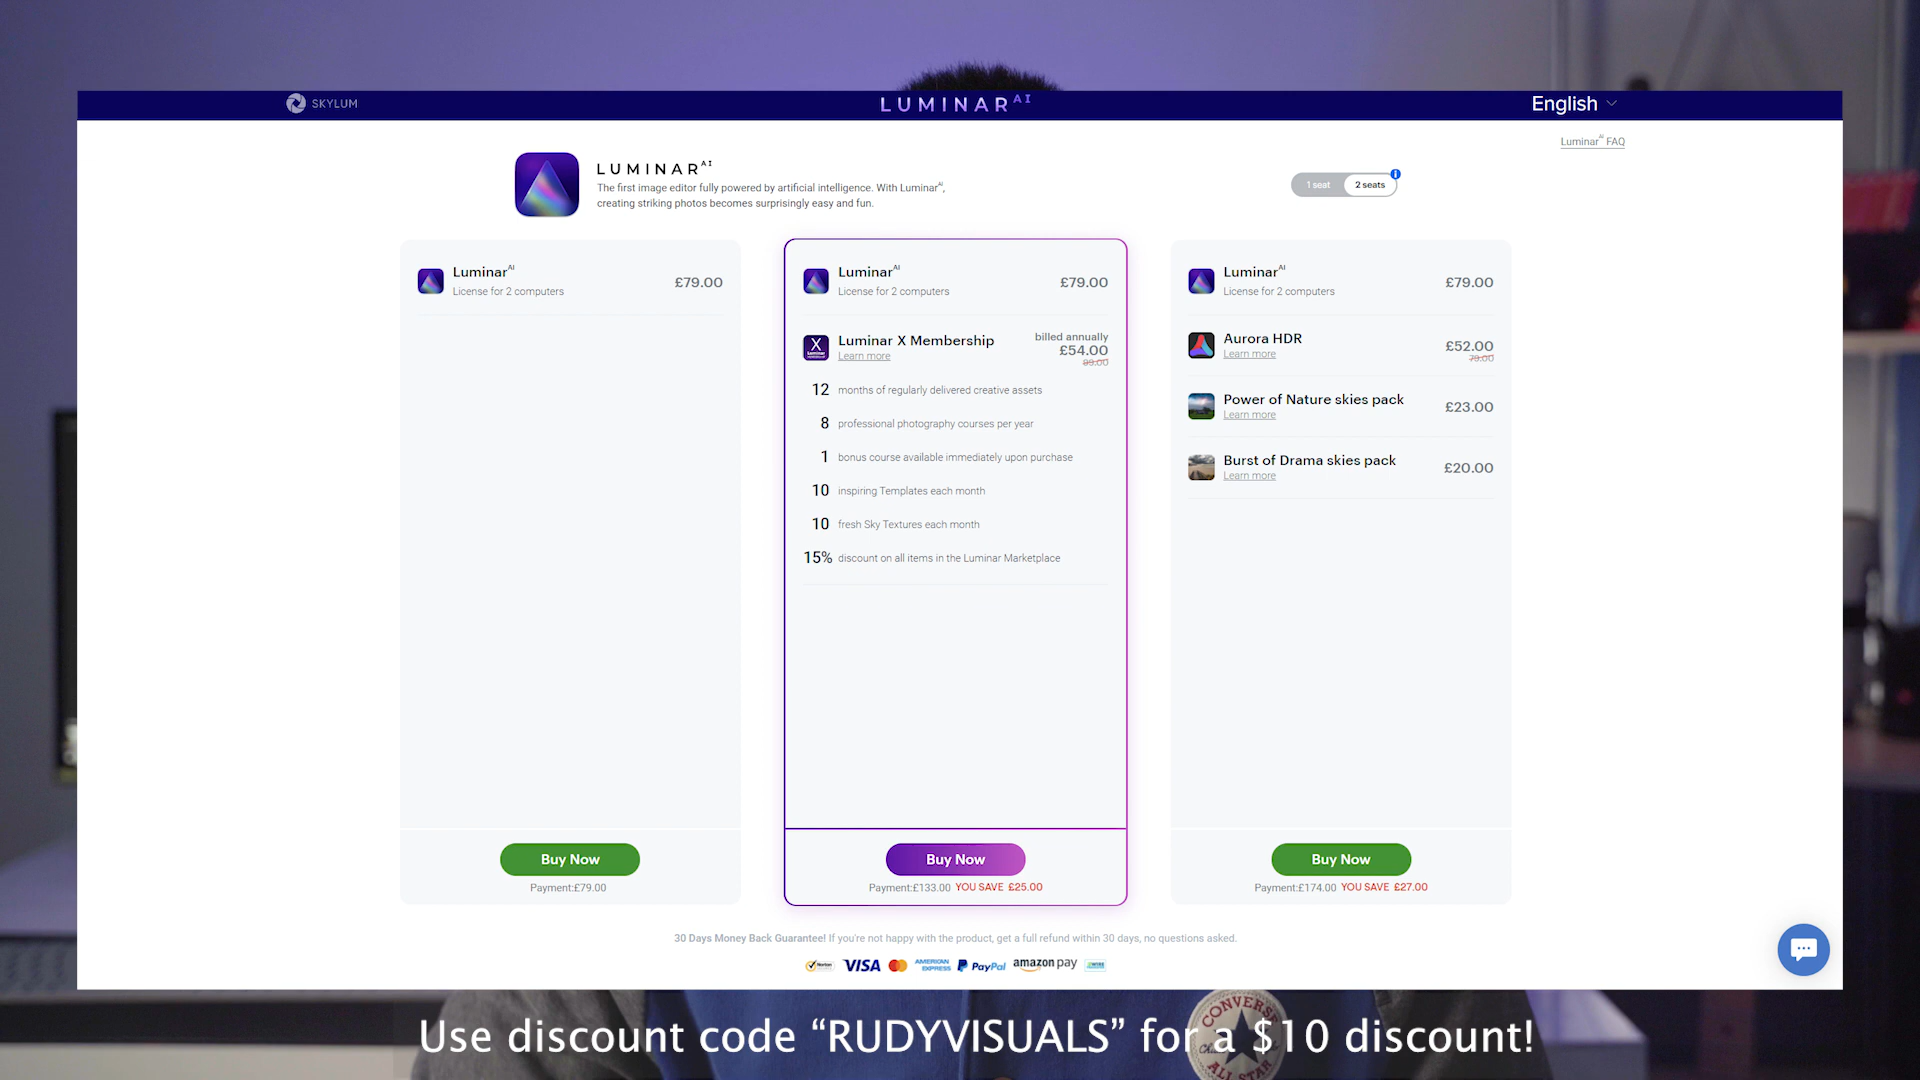 SKYLUM
LUMINAR AI
English
Luminar AI FAQ
LUMINAR AI
The first image editor fully powered by artificial intelligence. With Luminar AI,
creating striking photos becomes surprisingly easy and fun.
1 seat
2 seats
i
Luminar AI
License for 2 computers
£79.00
Buy Now
Payment:£79.00
Luminar AI
License for 2 computers
£79.00
X
Luminar X Membership
Learn more
billed annually
£54.00
12 months of regularly delivered creative assets
8 professional photography courses per year
1 bonus course available immediately upon purchase
10 inspiring Templates each month
10 fresh Sky Textures each month
15% discount on all items in the Luminar Marketplace
Buy Now
Payment:£133.00 YOU SAVE £25.00
Luminar AI
License for 2 computers
£79.00
Aurora HDR
Learn more
£52.00
79.00
Power of Nature skies pack
Learn more
£23.00
Burst of Drama skies pack
Learn more
£20.00
Buy Now
Payment:£174.00 YOU SAVE £27.00
30 Days Money Back Guarantee! If you're not happy with the product, get a full refund within 30 days, no questions asked.
Norton
VISA
AMERICAN EXPRESS
PayPal
amazon pay
WIRE
CONVERSE
ALL STAR
Use discount code “RUDYVISUALS” for a $10 discount!